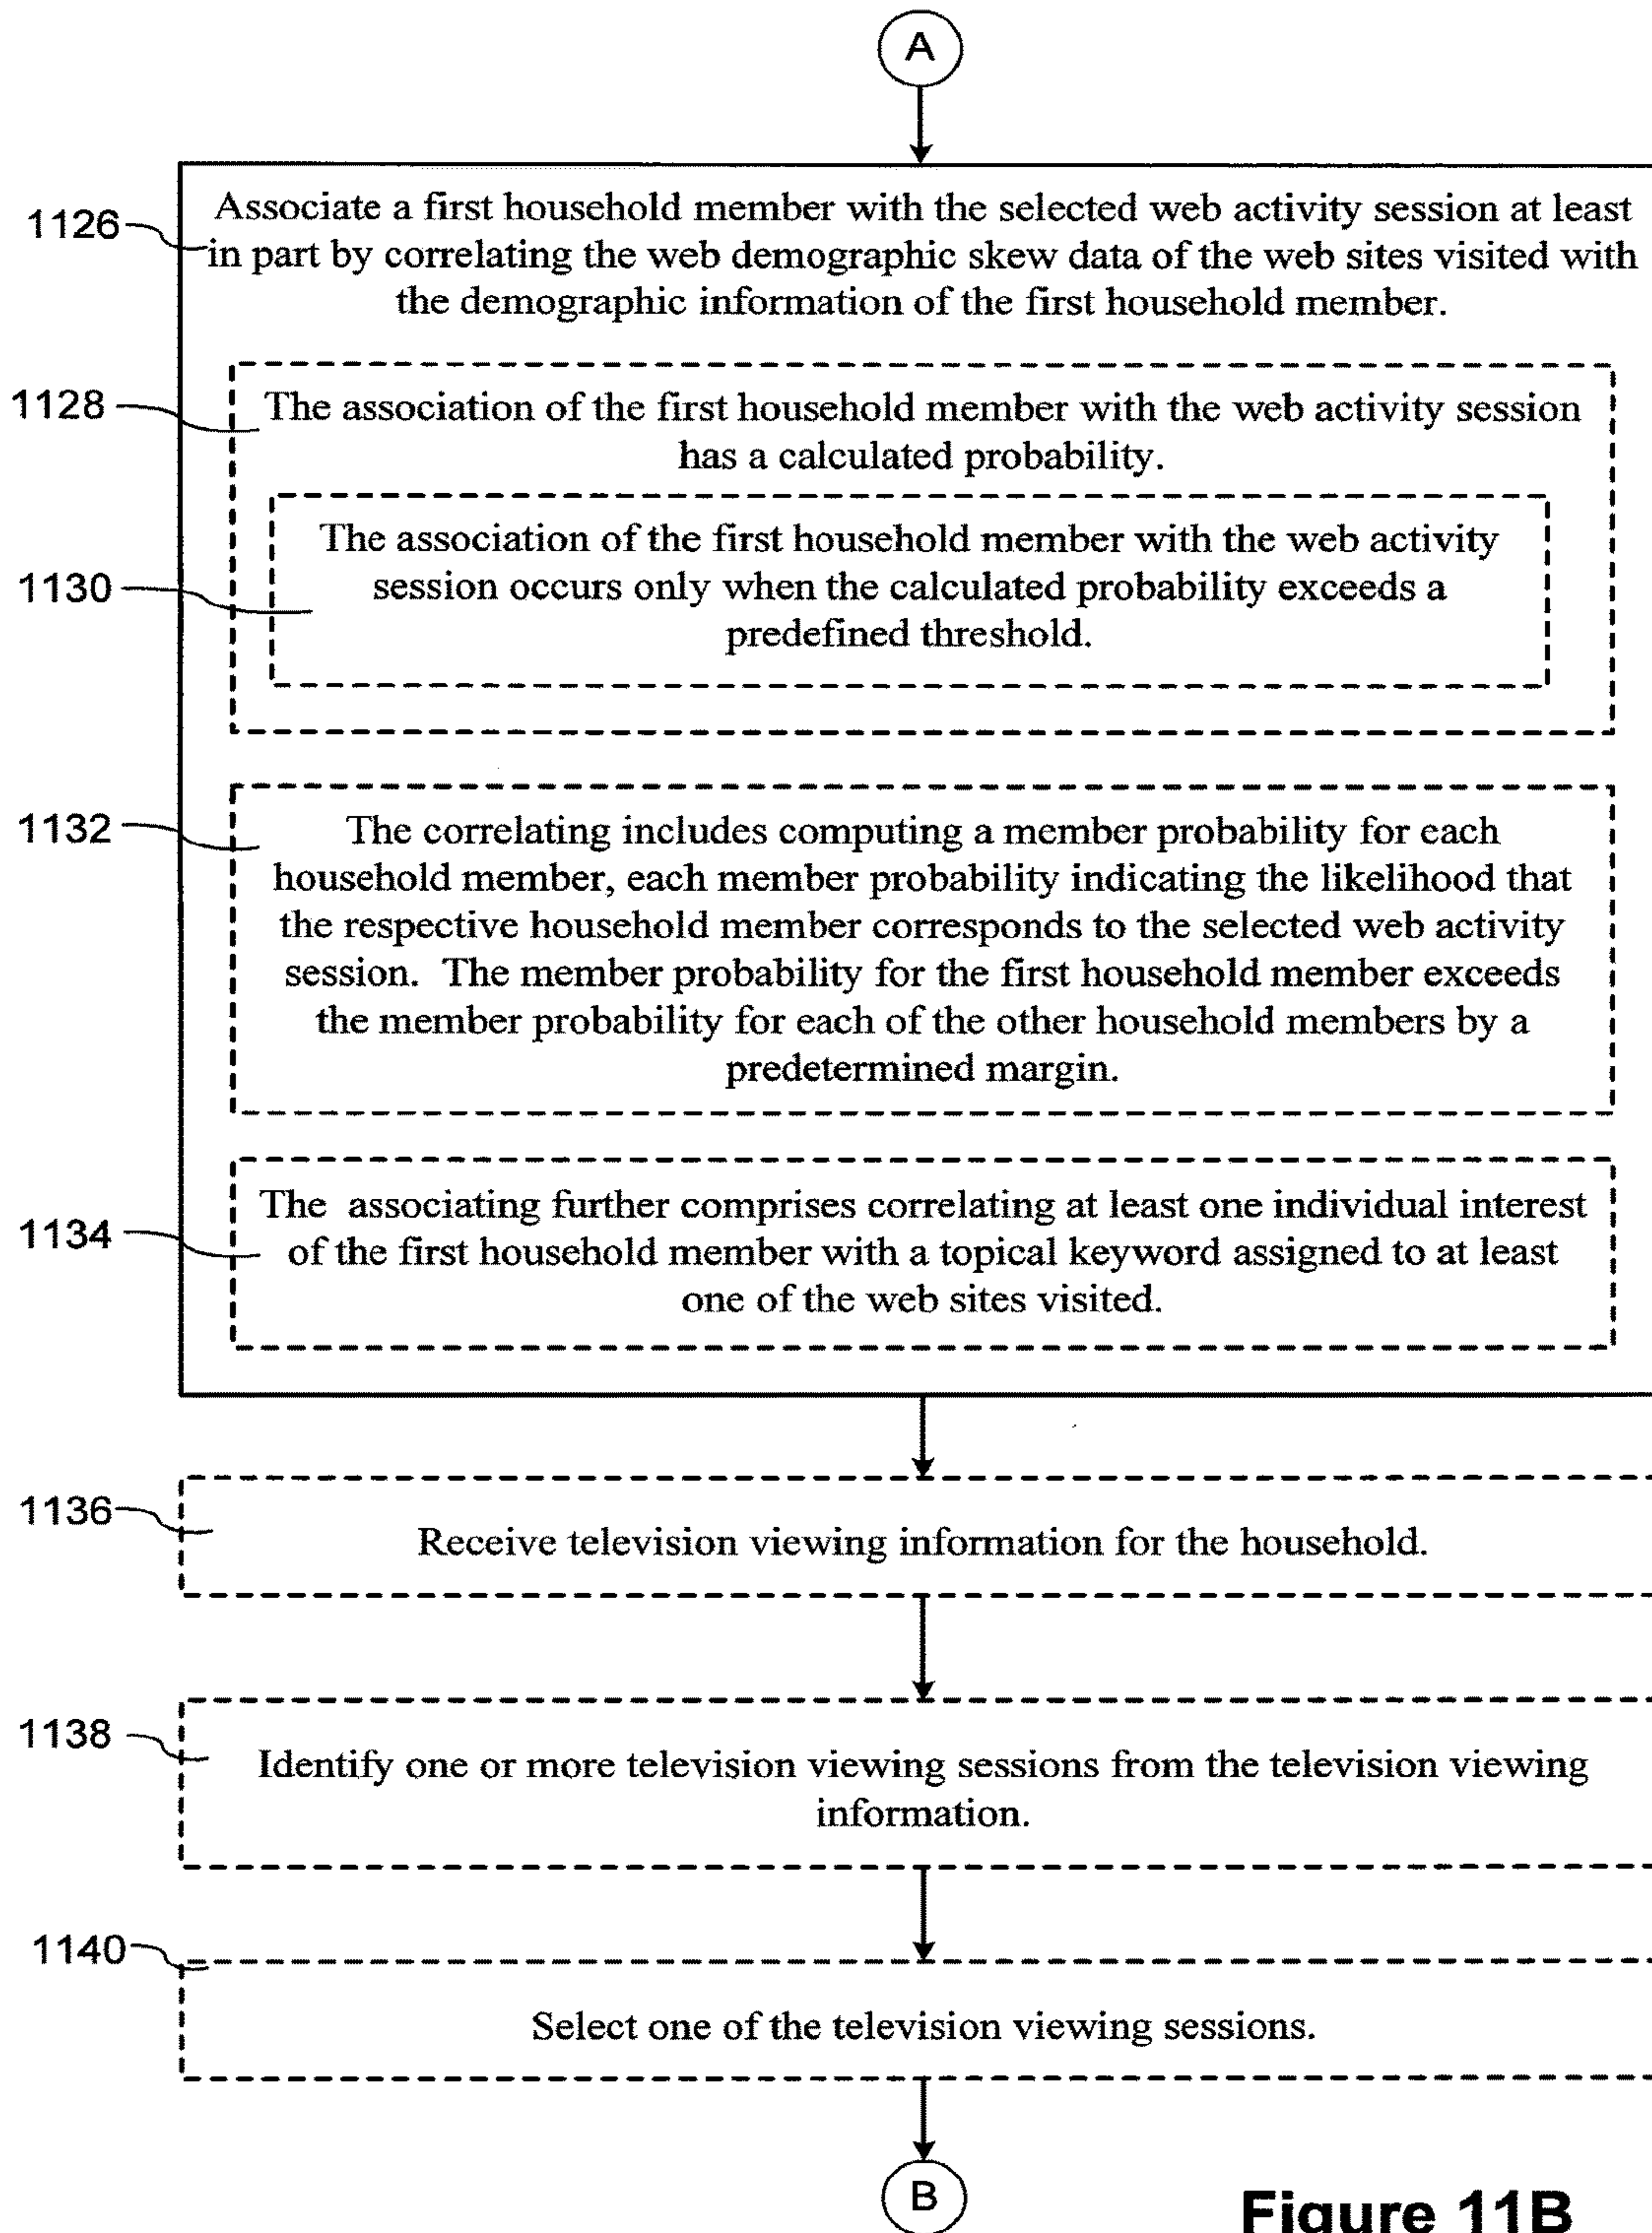 A
1126
Associate a first household member with the selected web activity session at least
in part by correlating the web demographic skew data of the web sites visited with
the demographic information of the first household member.
1128
The association of the first household member with the web activity session
has a calculated probability.
1130
The association of the first household member with the web activity
session occurs only when the calculated probability exceeds a
predefined threshold.
1132
The correlating includes computing a member probability for each
household member, each member probability indicating the likelihood that
the respective household member corresponds to the selected web activity
session. The member probability for the first household member exceeds
the member probability for each of the other household members by a
predetermined margin.
1134
The associating further comprises correlating at least one individual interest
of the first household member with a topical keyword assigned to at least
one of the web sites visited.
1136
Receive television viewing information for the household.
1138
Identify one or more television viewing sessions from the television viewing
information.
1140
Select one of the television viewing sessions.
B
Figure 11B